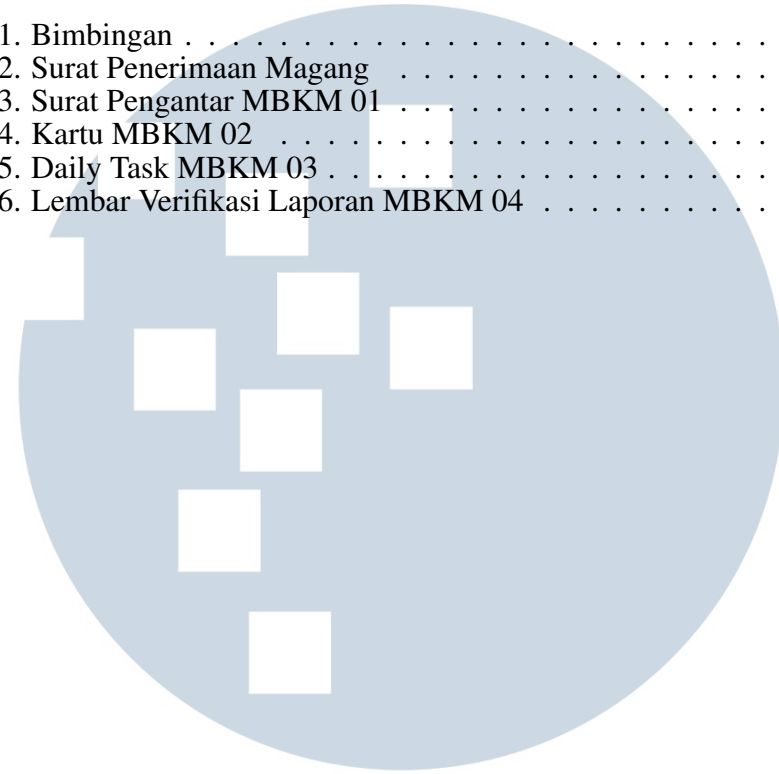 1. Bimbingan . . . . . . . . . . . . . . . . . . . . . . . . . .
2. Surat Penerimaan Magang . . . . . . . . . . . . . . . .
3. Surat Pengantar MBKM 01 . . . . . . . . . . . . . . . . .
4. Kartu MBKM 02 . . . . . . . . . . . . . . . . . . . . . .
5. Daily Task MBKM 03 . . . . . . . . . . . . . . . . . . . .
6. Lembar Verifikasi Laporan MBKM 04 . . . . . . . . . .